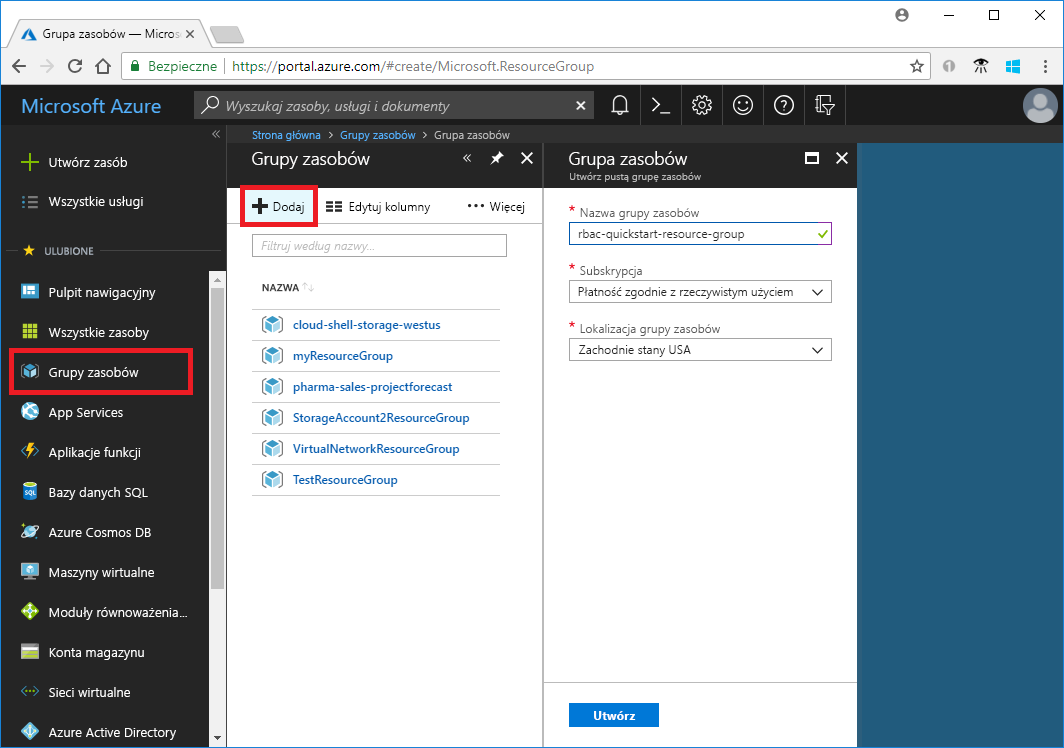 Grupa zasobów — Micros
Bezpieczne
https://portal.azure.com/#create/Microsoft.ResourceGroup
Microsoft Azure
Wyszukaj zasoby, usługi i dokumenty
Strona główna > Grupy zasobów > Grupa zasobów
Utwórz zasób
Wszystkie usługi
ULUBIONE
Pulpit nawigacyjny
Wszystkie zasoby
Grupy zasobów
App Services
Aplikacje funkcji
Bazy danych SQL
Azure Cosmos DB
Maszyny wirtualne
Moduły równoważenia...
Konta magazynu
Sieci wirtualne
Azure Active Directory
Grupy zasobów
Dodaj
Edytuj kolumny
Więcej
Filtruj według nazwy...
NAZWA
cloud-shell-storage-westus
myResourceGroup
pharma-sales-projectforecast
StorageAccount2ResourceGroup
VirtualNetworkResourceGroup
TestResourceGroup
Grupa zasobów
Utwórz pustą grupę zasobów
* Nazwa grupy zasobów
rbac-quickstart-resource-group
* Subskrypcja
Płatność zgodnie z rzeczywistym użyciem
* Lokalizacja grupy zasobów
Zachodnie stany USA
Utwórz